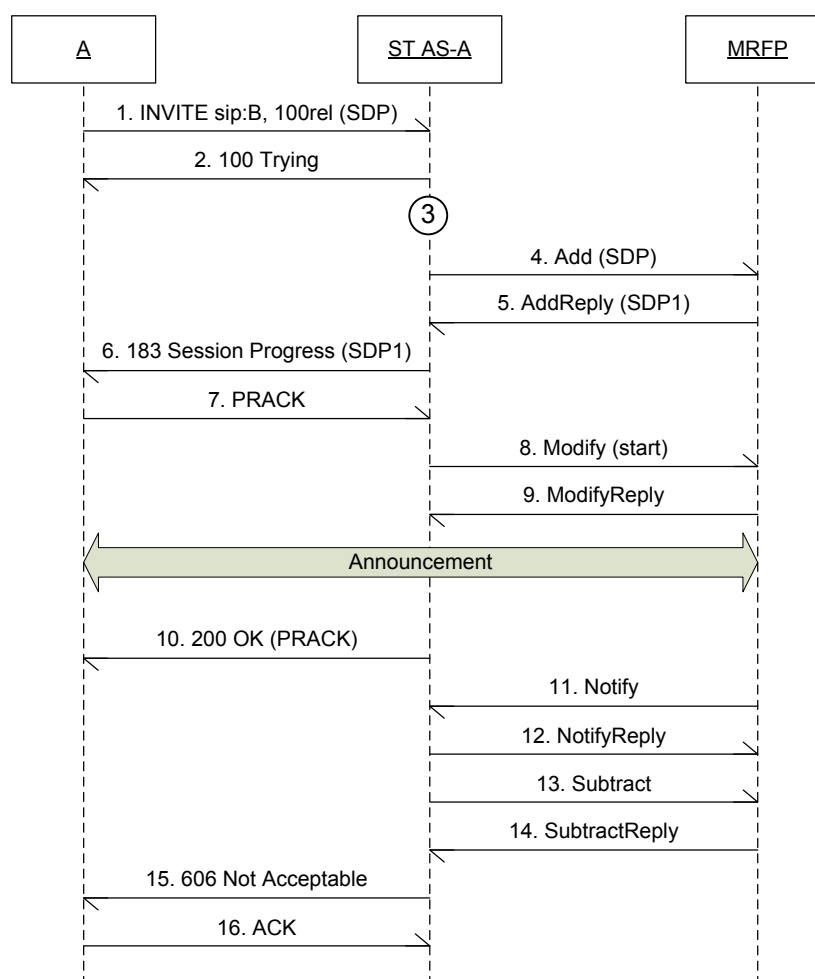 A
ST AS-A
MRFP
1. INVITE sip:B, 100rel (SDP)
2. 100 Trying
3
4. Add (SDP)
5. AddReply (SDP1)
6. 183 Session Progress (SDP1)
7. PRACK
8. Modify (start)
9. ModifyReply
Announcement
10. 200 OK (PRACK)
11. Notify
12. NotifyReply
13. Subtract
14. SubtractReply
15. 606 Not Acceptable
16. ACK